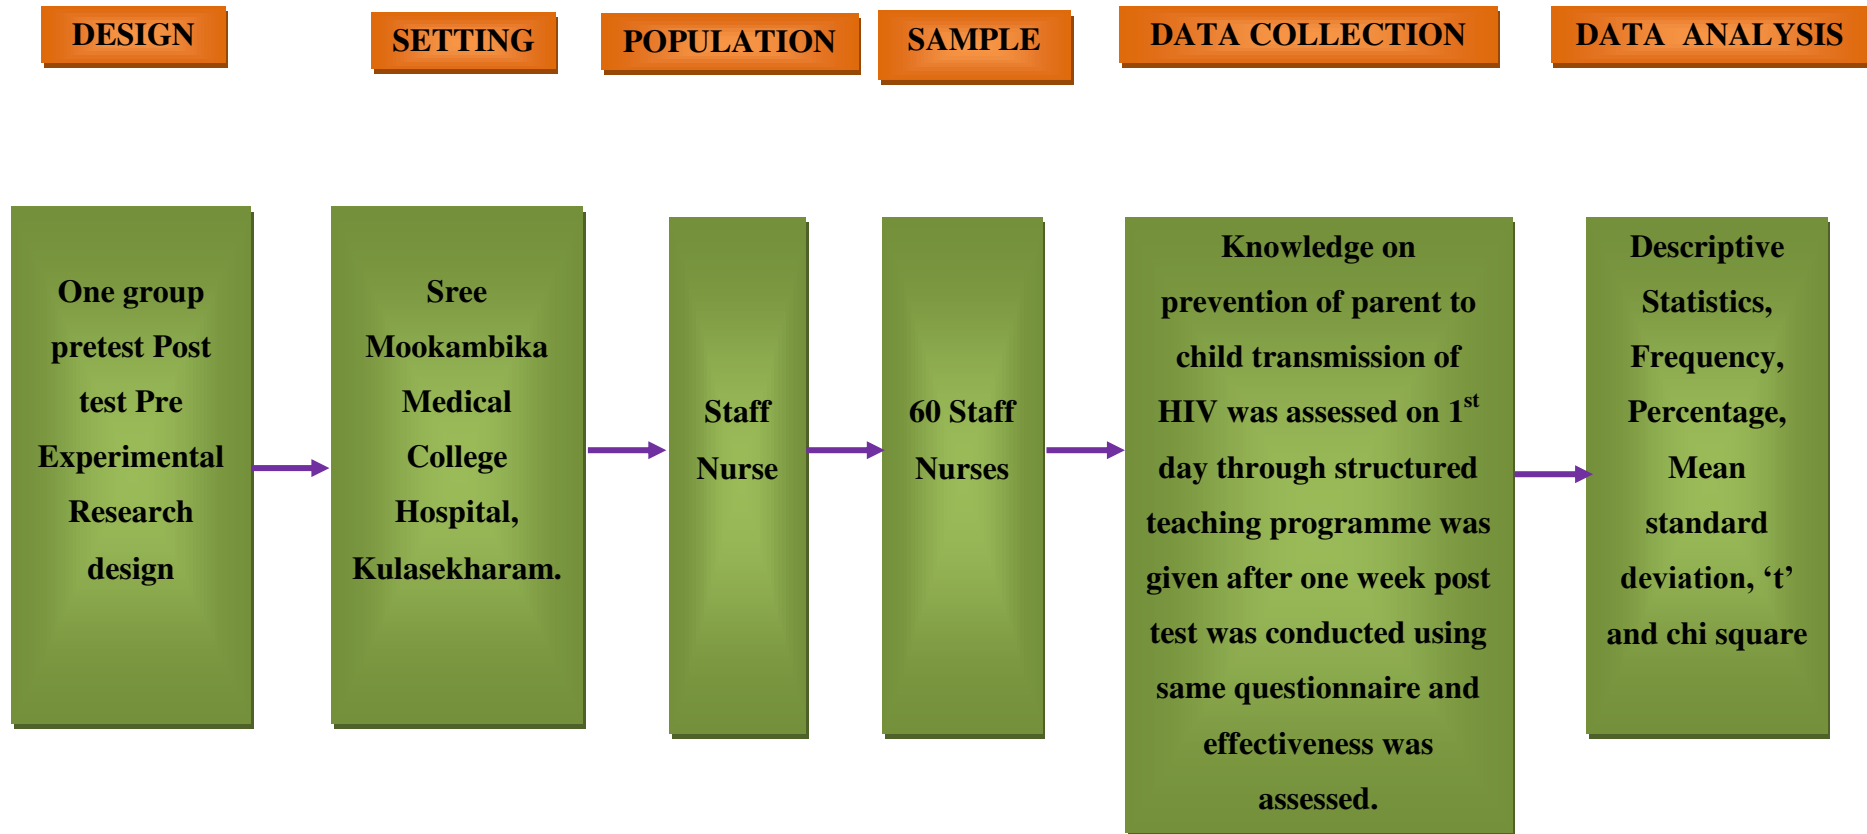 DESIGN
SETTING
POPULATION
SAMPLE
DATA COLLECTION
DATA ANALYSIS
One group
pretest Post
test Pre
Experimental
Research
design
Sree
Mookambika
Medical
College
Hospital,
Kulasekharam.
Staff
Nurse
60 Staff
Nurses
Knowledge on
prevention of parent to
child transmission of
HIV was assessed on 1st
day through structured
teaching programme was
given after one week post
test was conducted using
same questionnaire and
effectiveness was
assessed.
Descriptive
Statistics,
Frequency,
Percentage,
Mean
standard
deviation, ‘t’
and chi square